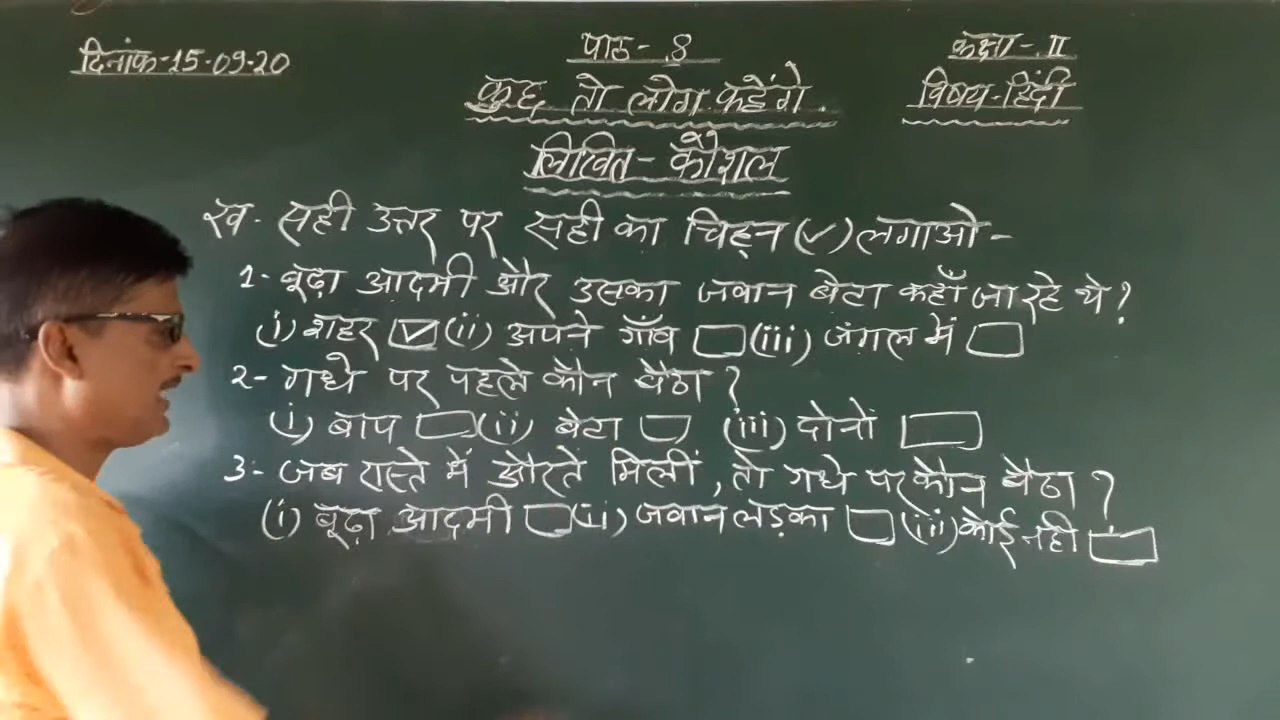 दिनांक-15.09.20
पाठ-8
कक्षा-II
कुछ तो लोग कहेंगे.
विषय-हिंदी
लिखित-कौशल
ख- सही उत्तर पर सही का चिह्न (✓) लगाओ-
1- बूढ़ा आदमी और उसका जवान बेटा कहाँ जा रहे थे?
(i) शहर ☑ (ii) अपने गाँव ☐ (iii) जंगल में ☐
2- गधे पर पहले कौन बैठा?
(i) बाप ☐ (ii) बेटा ☐ (iii) दोनों ☐
3- जब रास्ते में औरतें मिलीं, तो गधे पर कौन बैठा?
(i) बूढ़ा आदमी ☐ (ii) जवान लड़का ☐ (iii) कोई नही ☐